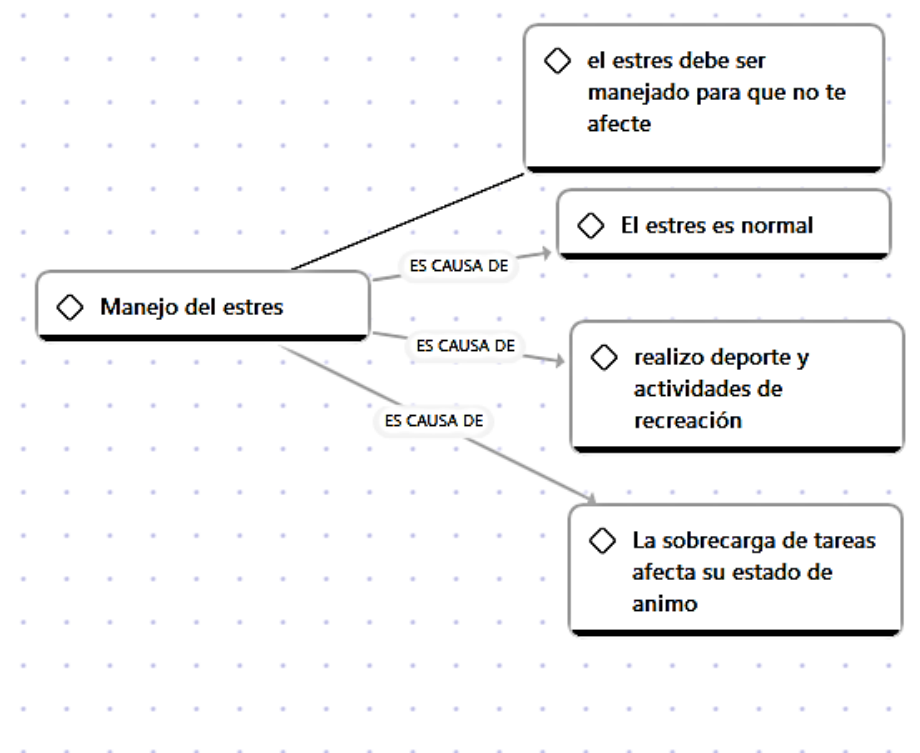 el estres debe ser
manejado para que no te
afecte
El estres es normal
ES CAUSA DE
Manejo del estres
ES CAUSA DE
realizo deporte y
actividades de
recreación
ES CAUSA DE
La sobrecarga de tareas
afecta su estado de
animo